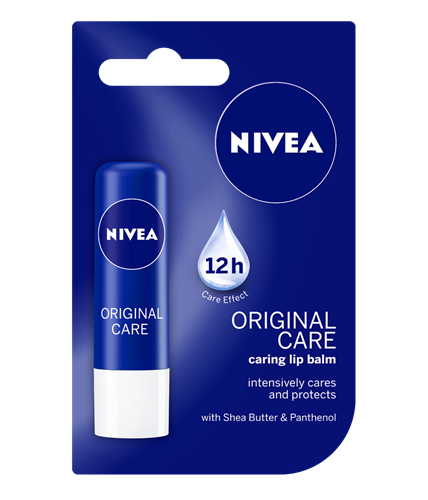 NIVEA
NIVEA
12h
Care Effect
ORIGINAL
CARE
ORIGINAL
CARE
caring lip balm
intensively cares
and protects
with Shea Butter & Panthenol